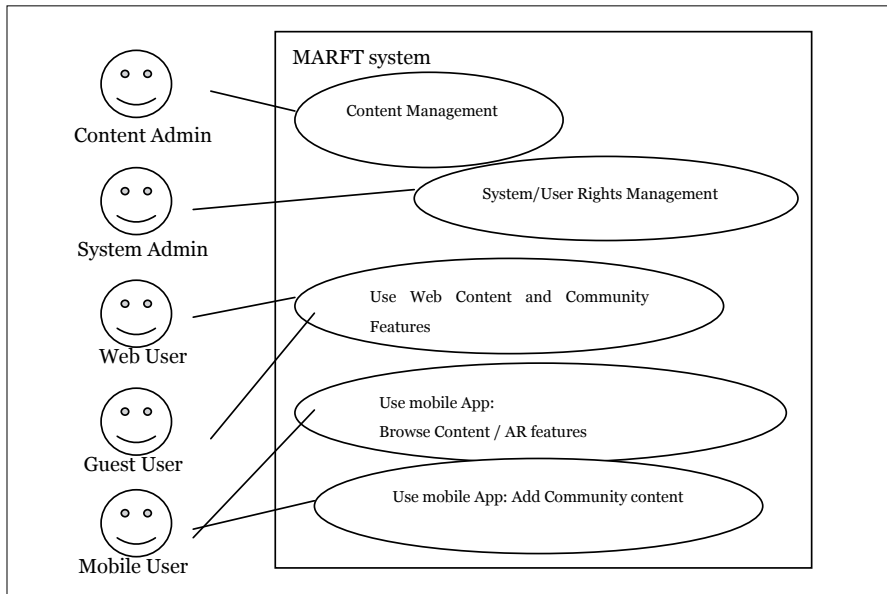 MARFT system
Content Management
Content Admin
System/User Rights Management
System Admin
Use Web Content and Community
Features
Web User
Use mobile App:
Browse Content / AR features
Guest User
Use mobile App: Add Community content
Mobile User